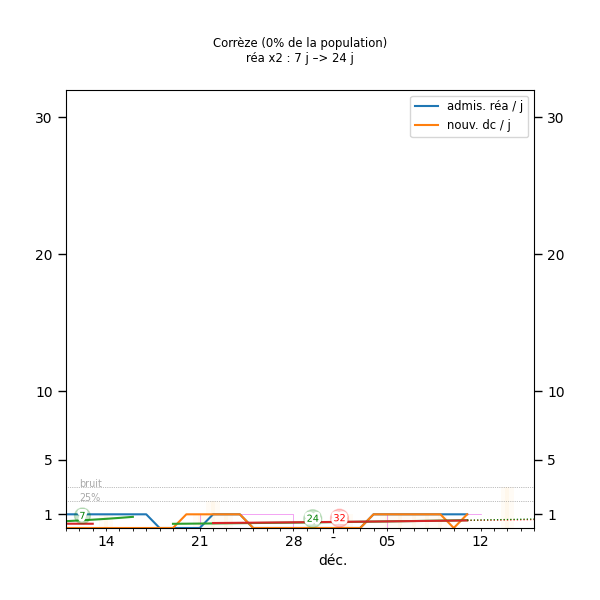 Corrèze (0% de la population)
réa x2 : 7 j –> 24 j
admis. réa / j
nouv. dc / j
30 30
20 20
10 10
5 5
bruit
25%
1 7 24 32 1
14 21 28 - 05 12
déc.